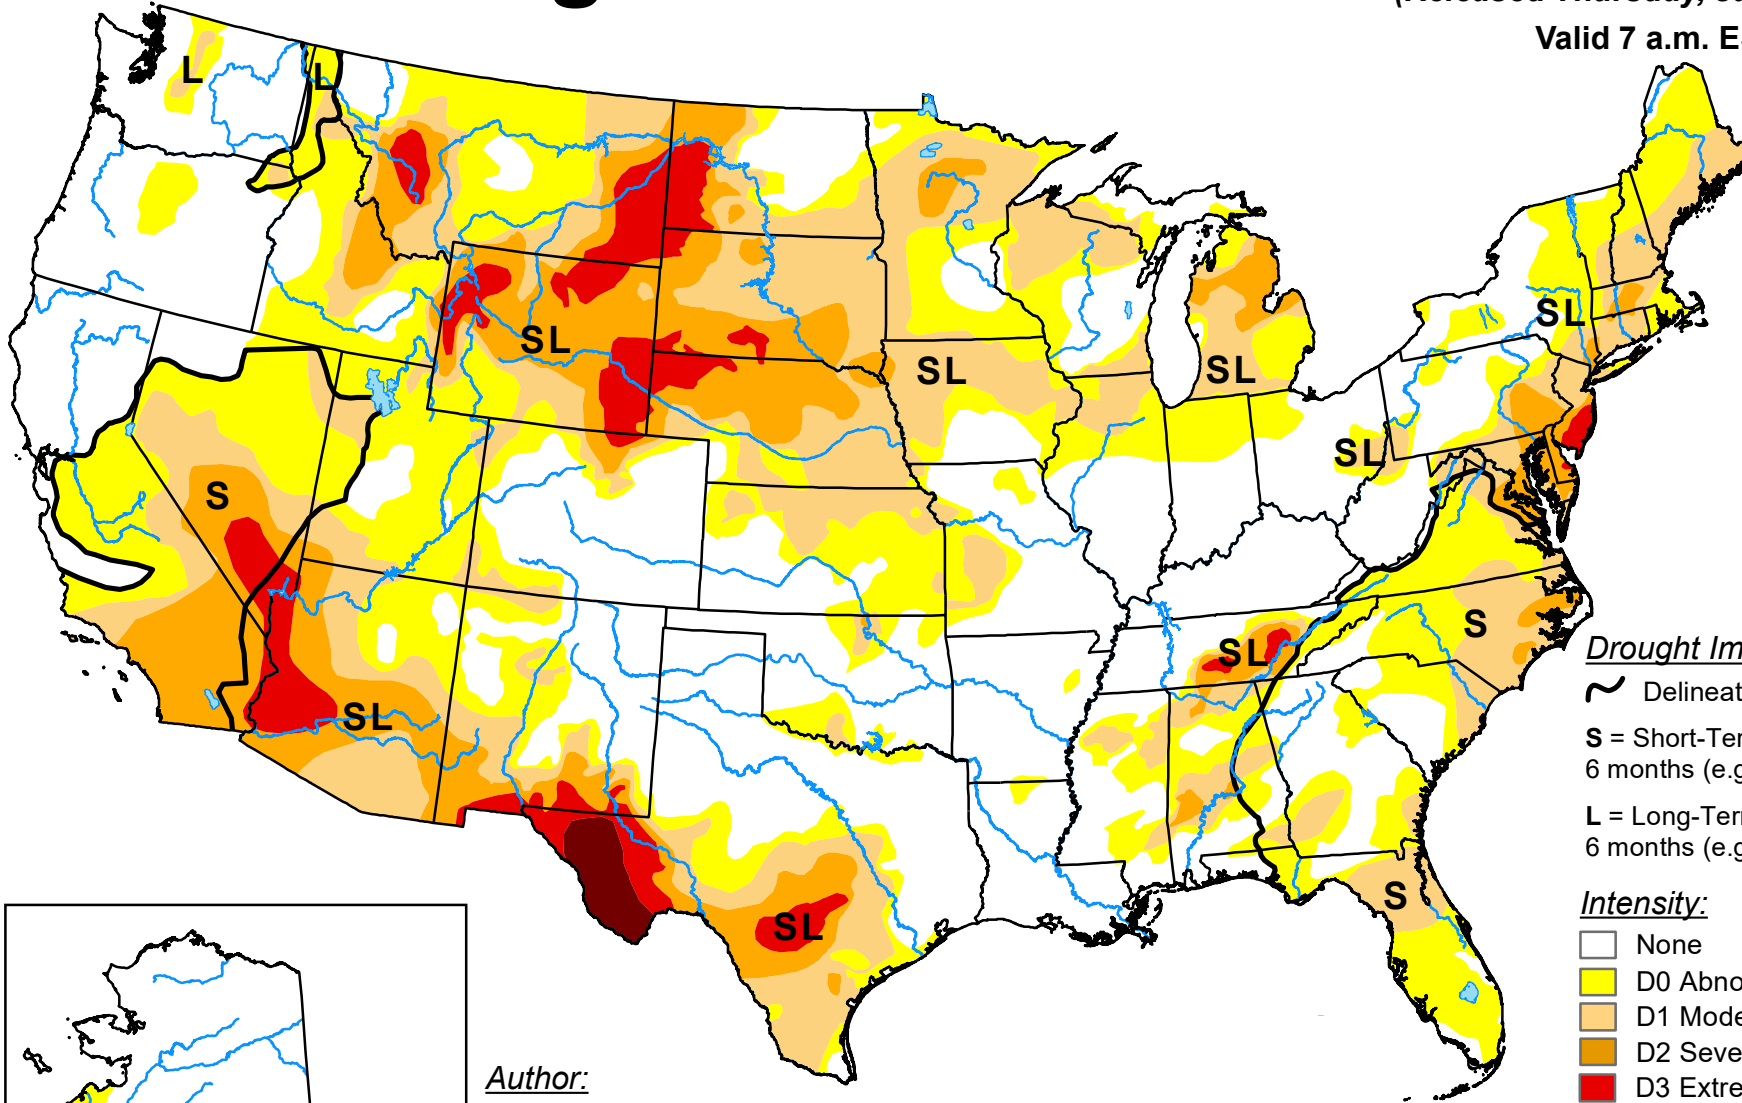 Valid 7 a.m.
L
L
SL
SL
SL
SL
SL
S
S
SL
SL
S
SL
Drought
Delineat
S = Short-Ter
6 months (e.g
L = Long-Ter
6 months (e.g
Intensity:
None
D0 Abno
D1 Mode
D2 Seve
D3 Extre
Author: